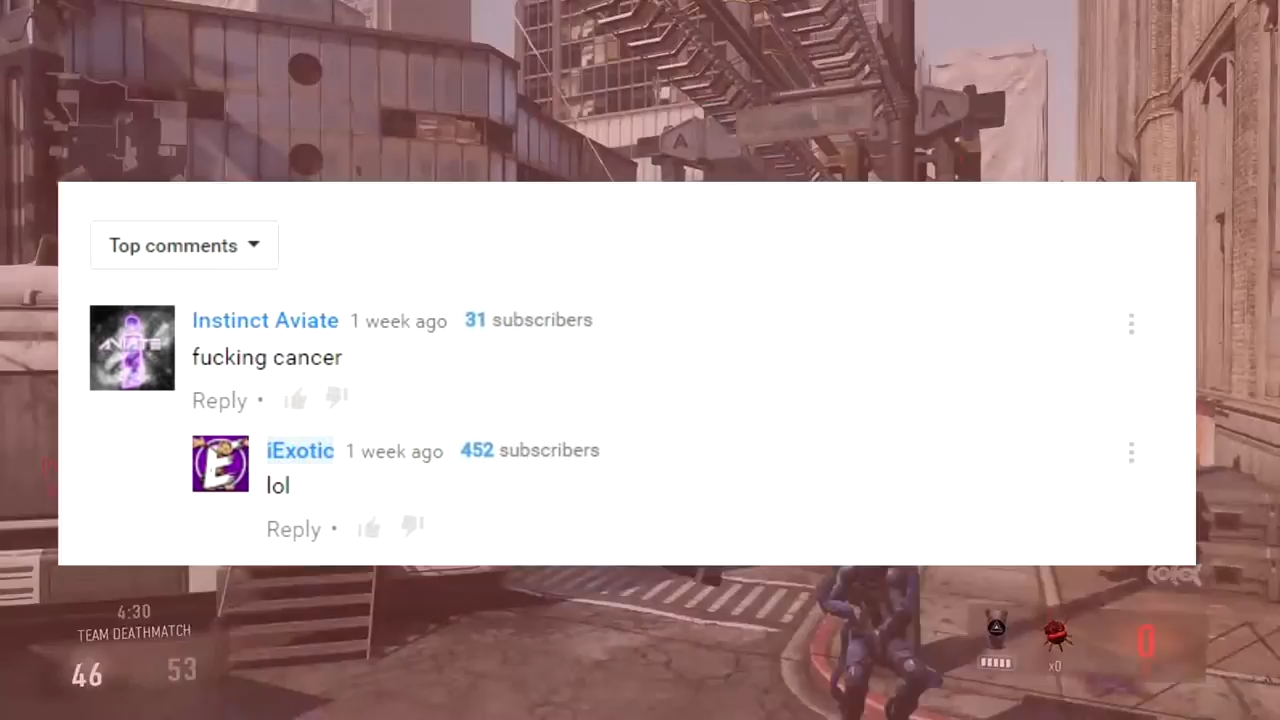 A
A
Top comments
AVIATE
Instinct Aviate 1 week ago 31 subscribers
fucking cancer
Reply •
E
iExotic 1 week ago 452 subscribers
lol
Reply •
4:30
TEAM DEATHMATCH
46 53
x0
0